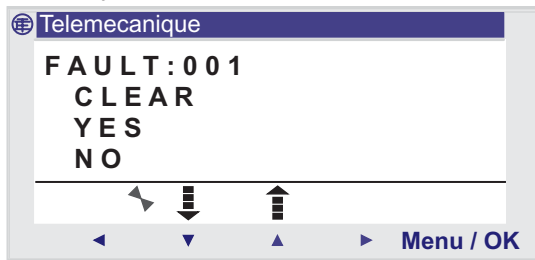 Telemecanique
FAULT:001
CLEAR
YES
NO
Menu / OK